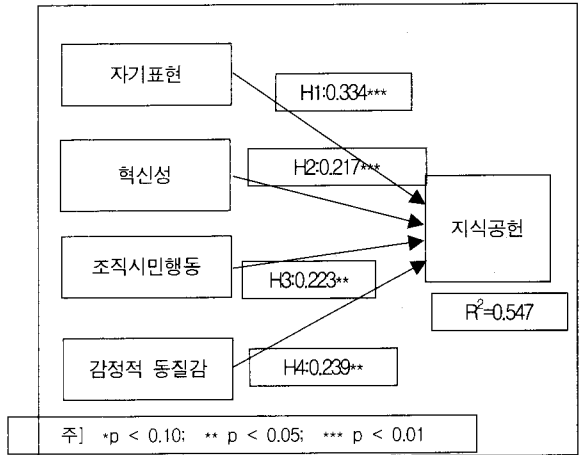 자기표현
H1:0.334***
혁신성
H2:0.217***
지식공헌
조직시민행동
H3:0.223**
R²=0.547
감정적 동질감
H4:0.239**
주] *p < 0.10; ** p < 0.05; *** p < 0.01